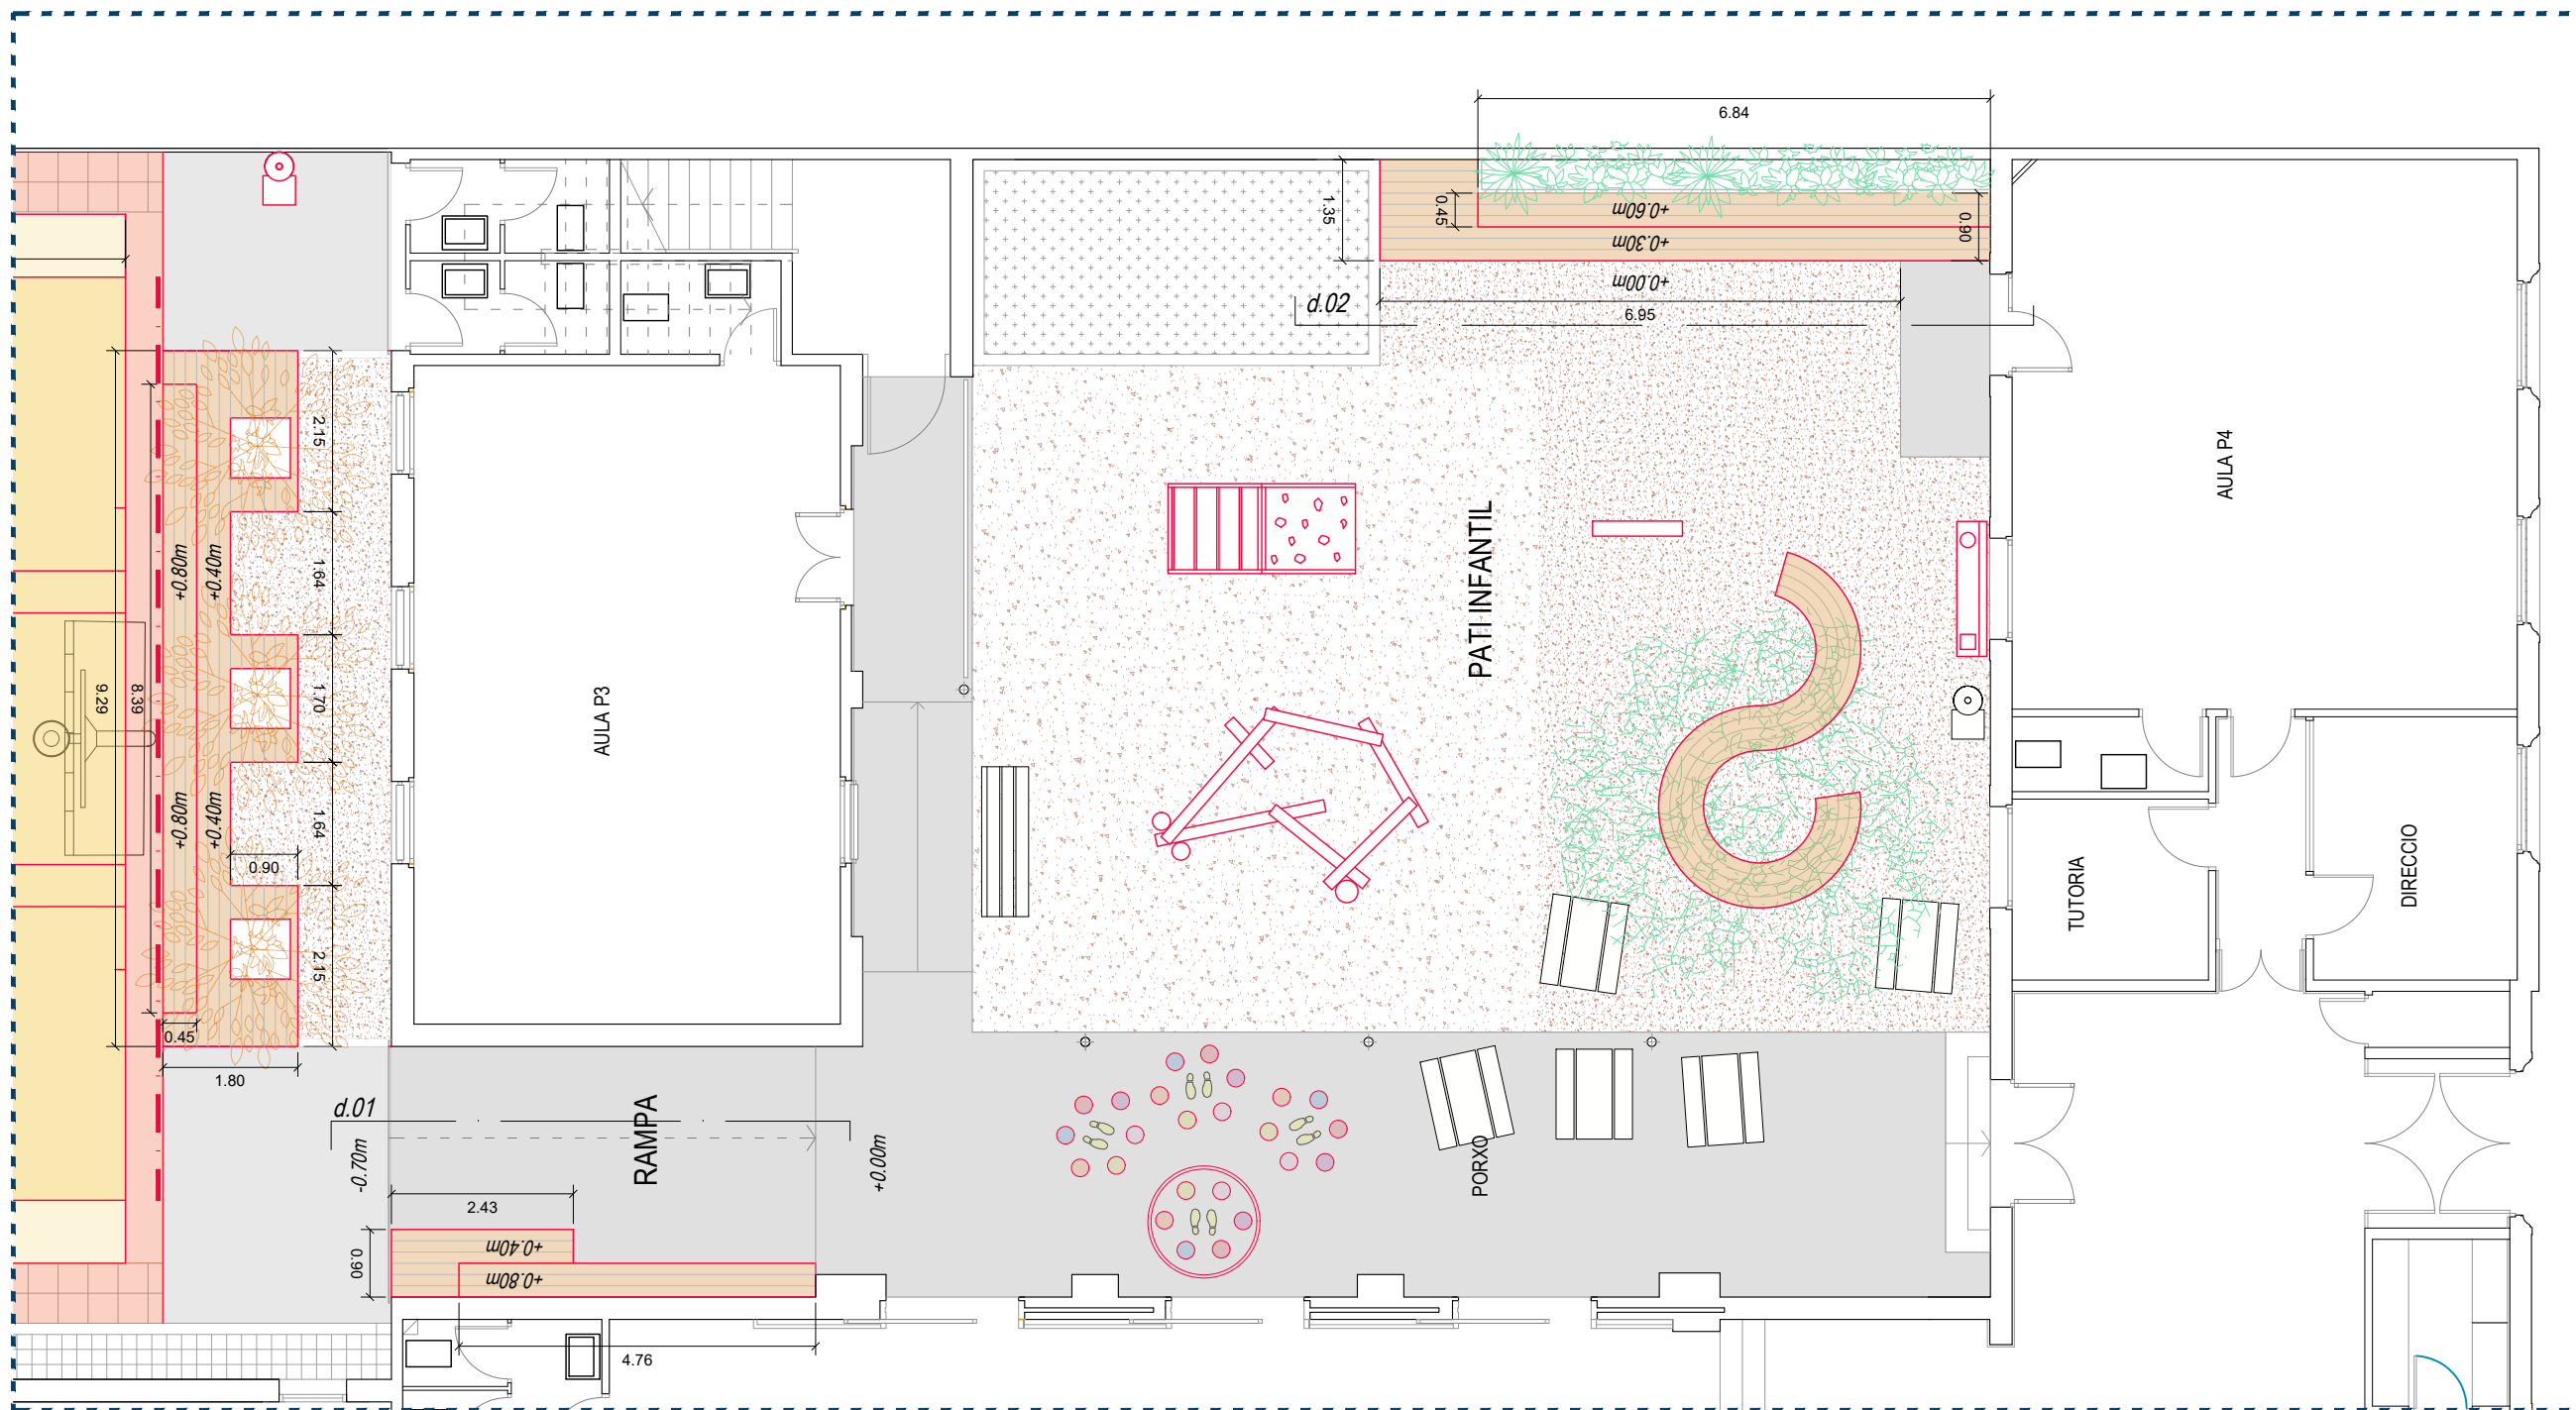 6.84
1.35
0.45
+0.60m
0.90
+0.30m
+0.00m
d.02
6.95
2.15
+0.80m
+0.40m
1.64
PATI INFANTIL
AULA P4
9.29
8.39
1.70
AULA P3
+0.80m
+0.40m
1.64
0.90
TUTORIA
DIRECCIO
2.15
0.45
1.80
d.01
-0.70m
RAMPA
+0.00m
PORXO
2.43
0.90
+0.40m
+0.80m
4.76